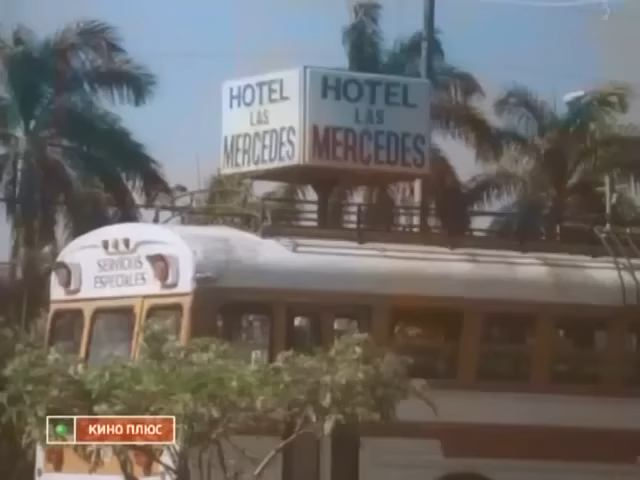 HOTEL
LAS
MERCEDES
HOTEL
LAS
MERCEDES
SERVICIOS
ESPECIALES
КИНО ПЛЮС